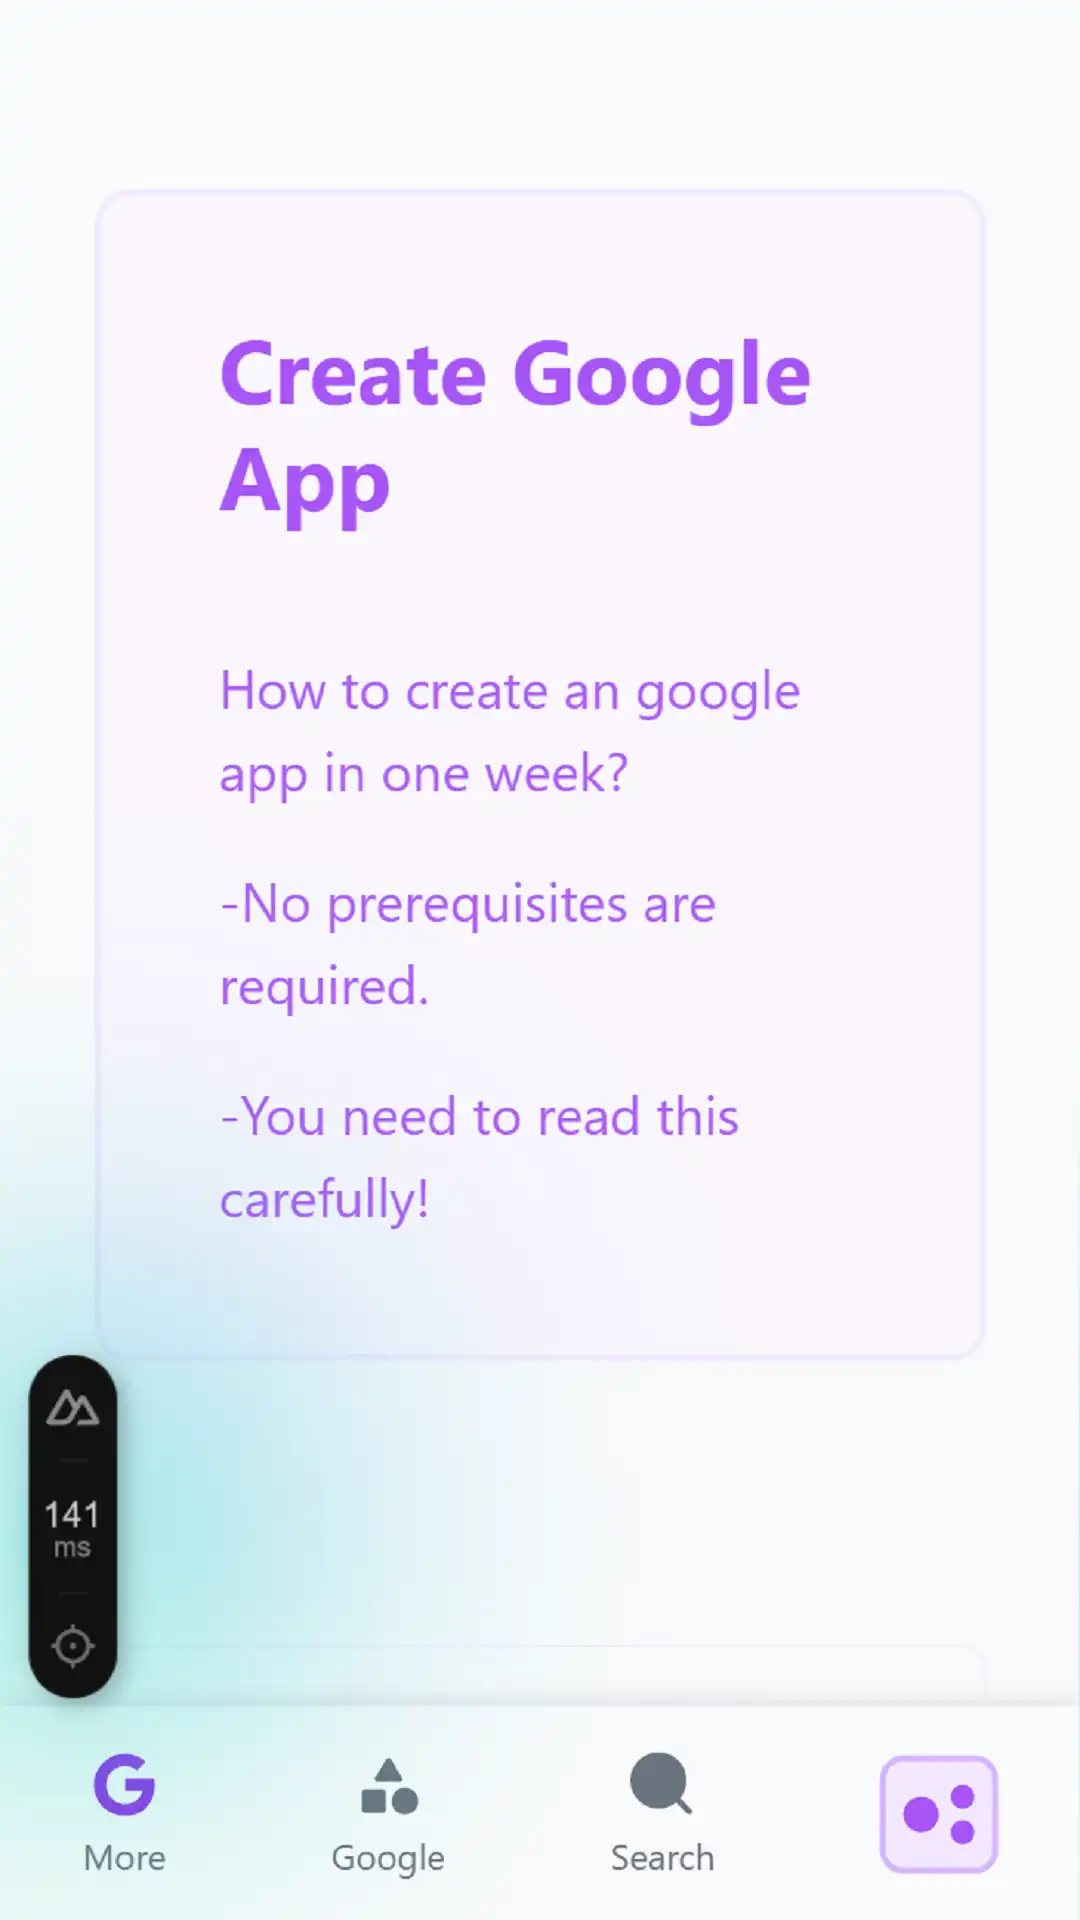 Create Google
App
How to create an google
app in one week?
-No prerequisites are
required.
-You need to read this
carefully!
141
ms
More
Google
Search